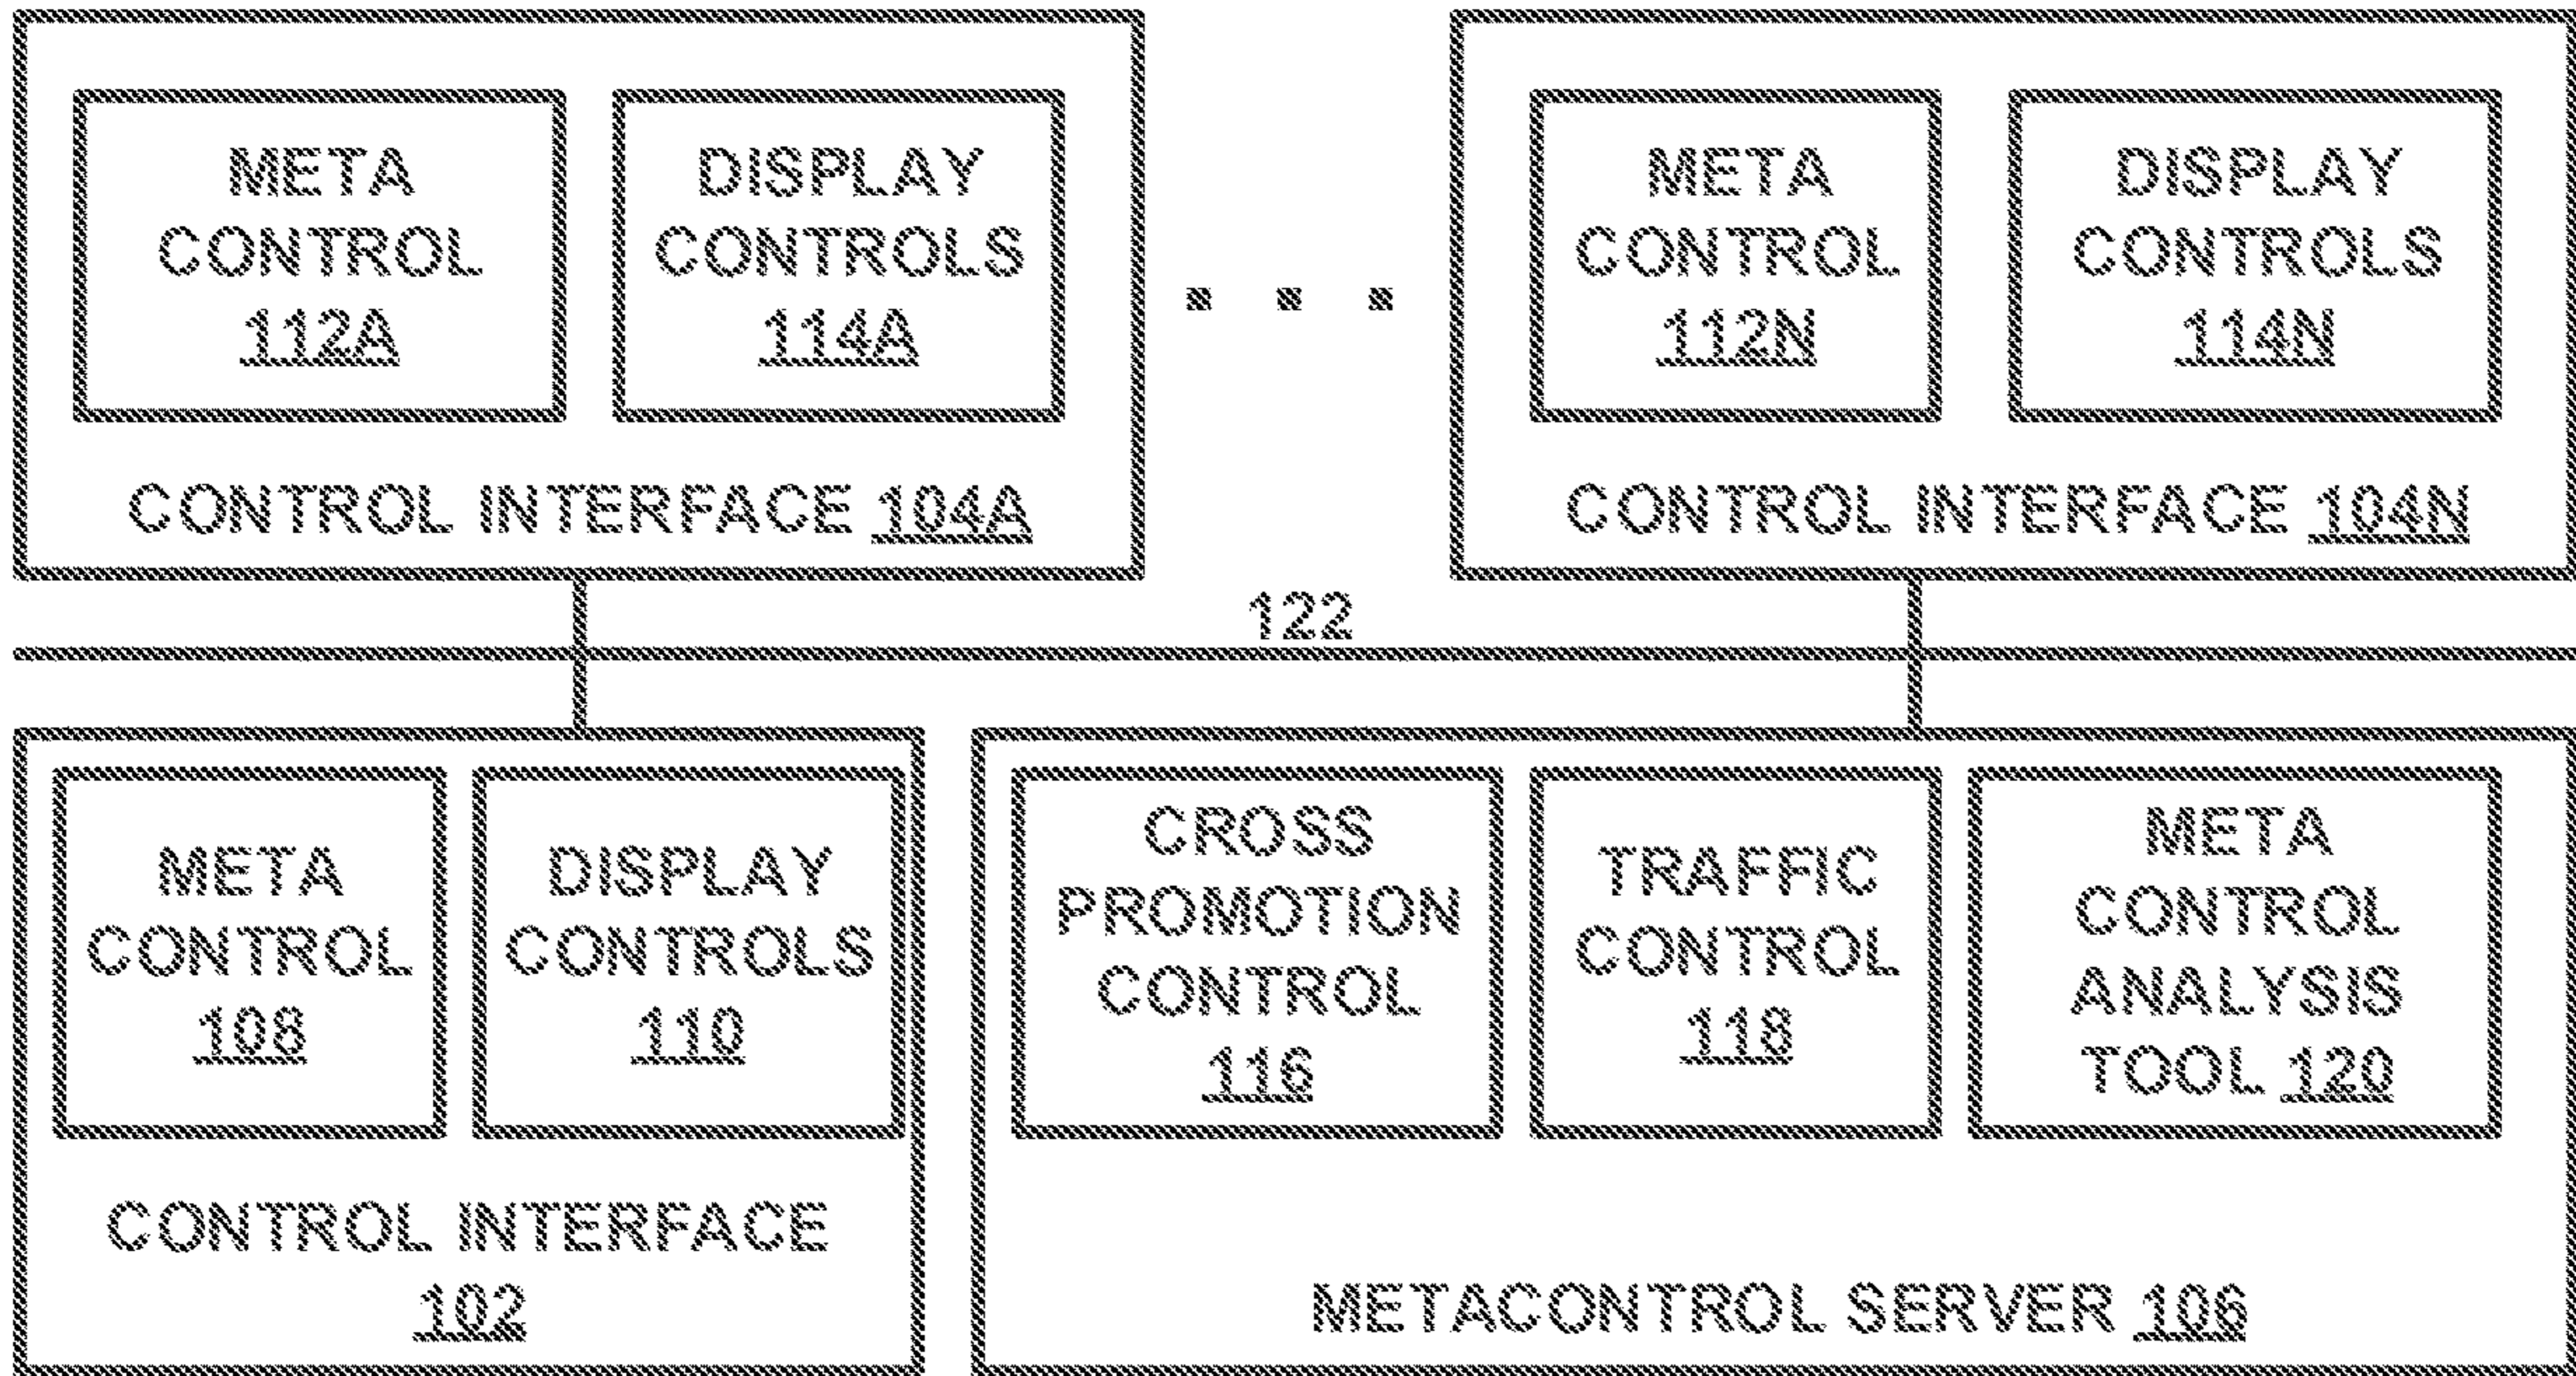 META
CONTROL
112A
DISPLAY
CONTROLS
114A
CONTROL INTERFACE 104A
META
CONTROL
112N
DISPLAY
CONTROLS
114N
CONTROL INTERFACE 104N
122
META
CONTROL
108
DISPLAY
CONTROLS
110
CONTROL INTERFACE
102
CROSS
PROMOTION
CONTROL
116
TRAFFIC
CONTROL
118
META
CONTROL
ANALYSIS
TOOL 120
METACONTROL SERVER 106